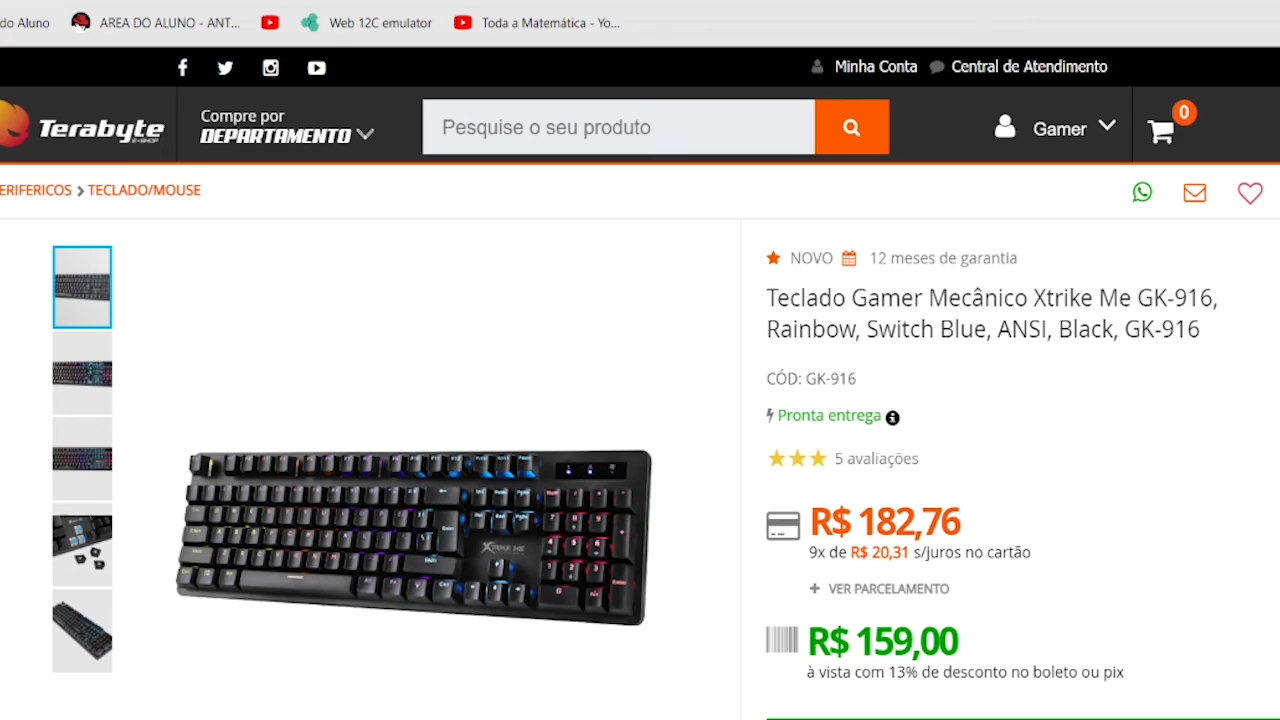 do Aluno
AREA DO ALUNO - ANT...
Web 12C emulator
Toda a Matemática - Yo...
Minha Conta
Central de Atendimento
Terabyte
E-SHOP
Compre por
DEPARTAMENTO
Pesquise o seu produto
Gamer
0
ERIFERICOS > TECLADO/MOUSE
NOVO
12 meses de garantia
Teclado Gamer Mecânico Xtrike Me GK-916,
Rainbow, Switch Blue, ANSI, Black, GK-916
CÓD: GK-916
Pronta entrega
5 avaliações
XTRIKE ME
R$ 182,76
9x de R$ 20,31 s/juros no cartão
+ VER PARCELAMENTO
R$ 159,00
à vista com 13% de desconto no boleto ou pix